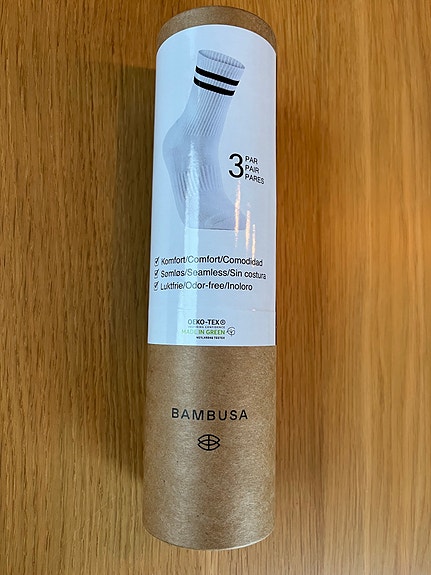 3 PAR
PAIR
PARES
Komfort/Comfort/Comodidad
Sømløs/Seamless/Sin costura
Luktfrie/Odor-free/Inoloro
OEKO-TEX®
MADE IN GREEN
BAMBUSA